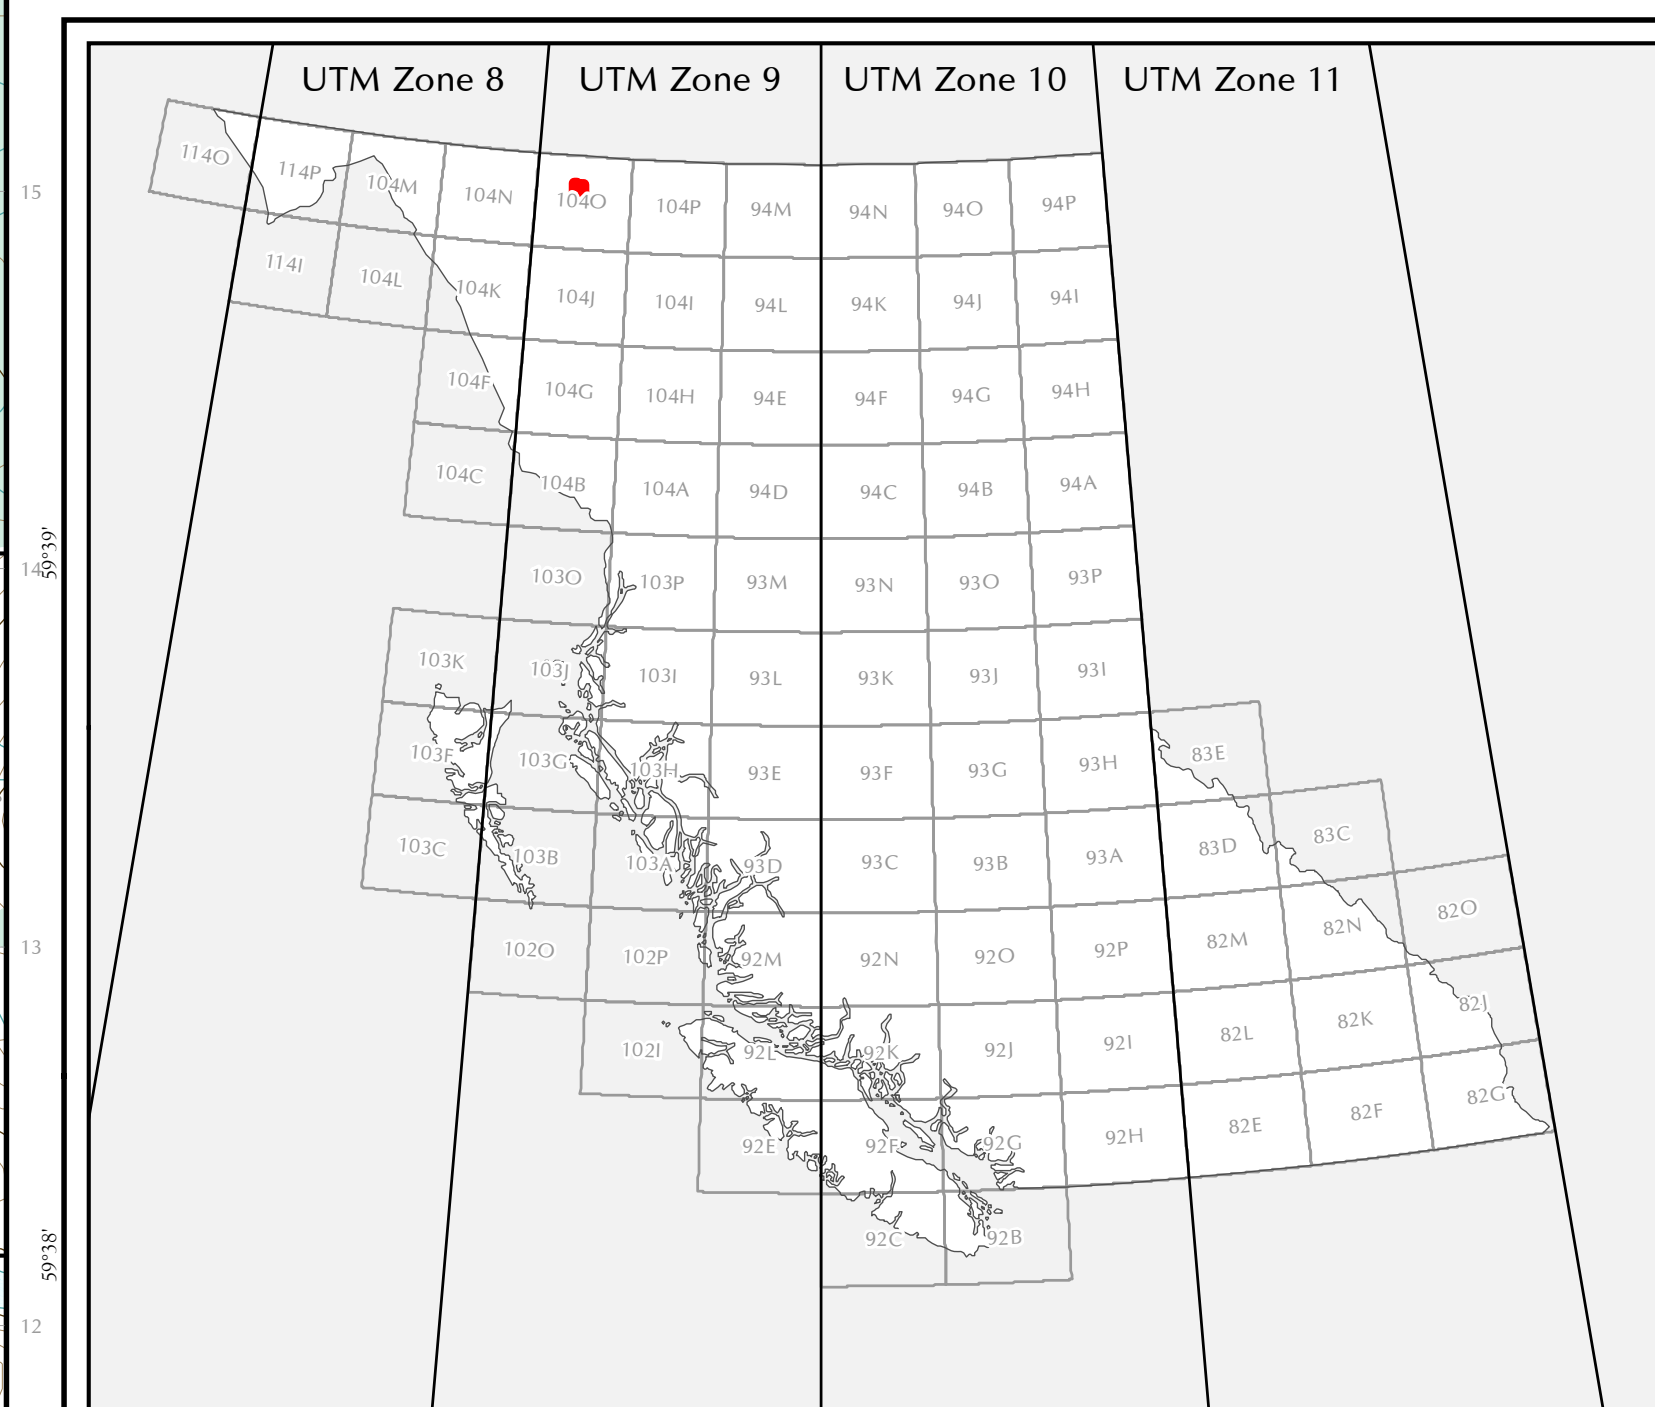 UTM Zone 8 UTM Zone 9 UTM Zone 10 UTM Zone 11
114O 114P 104M 104N 104O 104P 94M 94N 94O 94P
15
114I 104L 104K 104J 104I 94L 94K 94J 94I
104F 104G 104H 94E 94F 94G 94H
104C 104B 104A 94D 94C 94B 94A
14
59°39'
103O 103P 93M 93N 93O 93P
103K 103J 103I 93L 93K 93J 93I
103F 103G 103H 93E 93F 93G 93H 83E
103C 103B 103A 93D 93C 93B 93A 83D 83C
13
102O 102P 92M 92N 92O 92P 82M 82N 82O
102I 92L 92K 92J 92I 82L 82K 82J
92E 92F 92G 92H 82E 82F 82G
59°38'
92C 92B
12